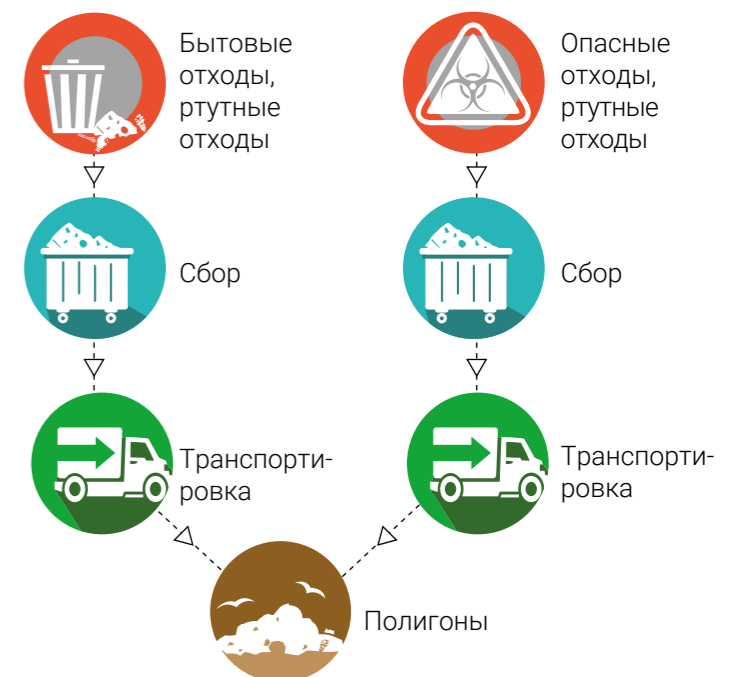 Бытовые
отходы,
ртутные
отходы
Опасные
отходы,
ртутные
отходы
Сбор
Сбор
Транспорти-
ровка
Транспорти-
ровка
Полигоны